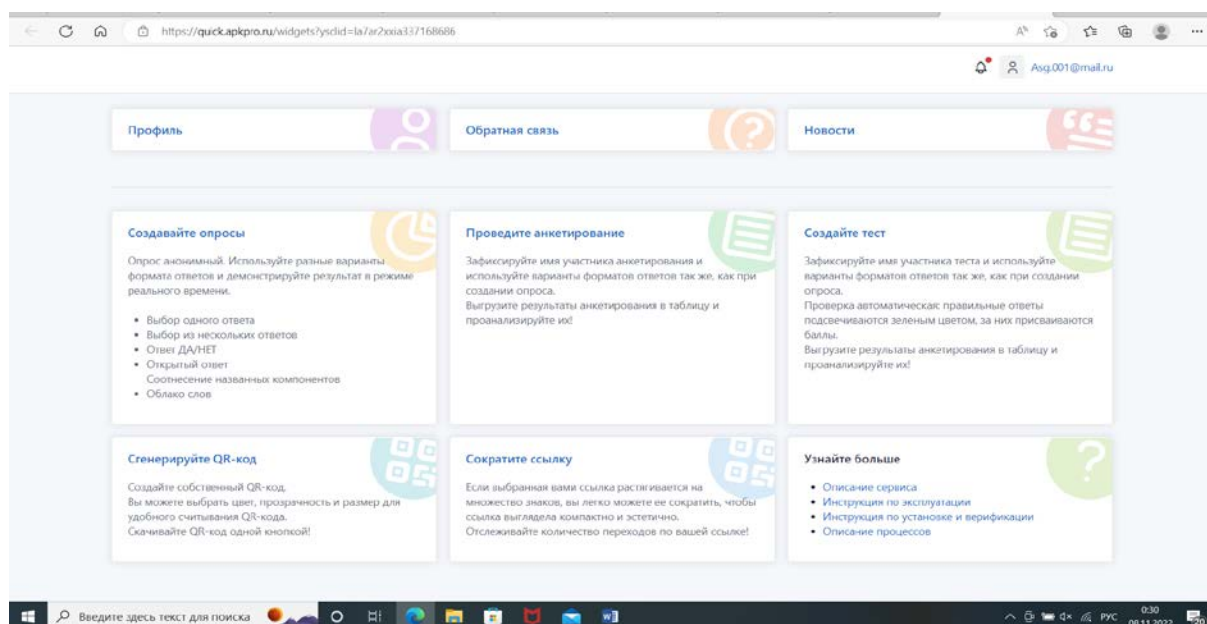 https://quick.apkpro.ru/widgets?ysclid=la7ar2xxia337168686
Asg.001@mail.ru
Профиль
Обратная связь
Новости
Создавайте опросы
Опрос анонимный. Используйте разные варианты
формата ответов и демонстрируйте результат в режиме
реального времени.
• Выбор одного ответа
• Выбор из нескольких ответов
• Ответ ДА/НЕТ
• Открытый ответ
Соотнесение названных компонентов
• Облако слов
Проведите анкетирование
Зафиксируйте имя участника анкетирования и
используйте варианты форматов ответов так же, как при
создании опроса.
Выгрузите результаты анкетирования в таблицу и
проанализируйте их!
Создайте тест
Зафиксируйте имя участника теста и используйте
варианты форматов ответов так же, как при создании
опроса.
Проверка автоматическая: правильные ответы
подсвечиваются зеленым цветом, за них присваиваются
баллы.
Выгрузите результаты анкетирования в таблицу и
проанализируйте их!
Сгенерируйте QR-код
Создайте собственный QR-код.
Вы можете выбрать цвет, прозрачность и размер для
удобного считывания QR-кода.
Скачивайте QR-код одной кнопкой!
Сократите ссылку
Если выбранная вами ссылка растягивается на
множество знаков, вы легко можете ее сократить, чтобы
ссылка выглядела компактно и эстетично.
Отслеживайте количество переходов по вашей ссылке!
Узнайте больше
• Описание сервиса
• Инструкция по эксплуатации
• Инструкция по установке и верификации
• Описание процессов
Введите здесь текст для поиска
РУС
0:30
08.11.2022